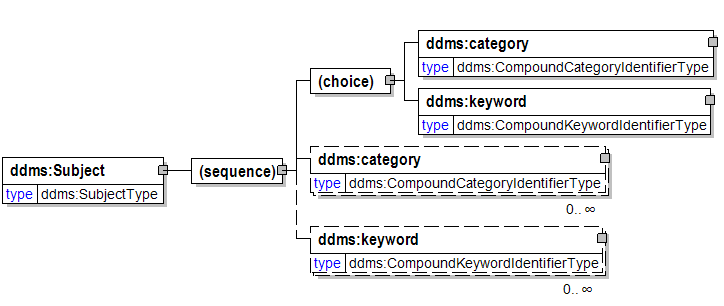 ddms:Subject
type ddms:SubjectType
(sequence)
(choice)
ddms:category
type ddms:CompoundCategoryIdentifierType
ddms:keyword
type ddms:CompoundKeywordIdentifierType
ddms:category
type ddms:CompoundCategoryIdentifierType
0.. ∞
ddms:keyword
type ddms:CompoundKeywordIdentifierType
0.. ∞